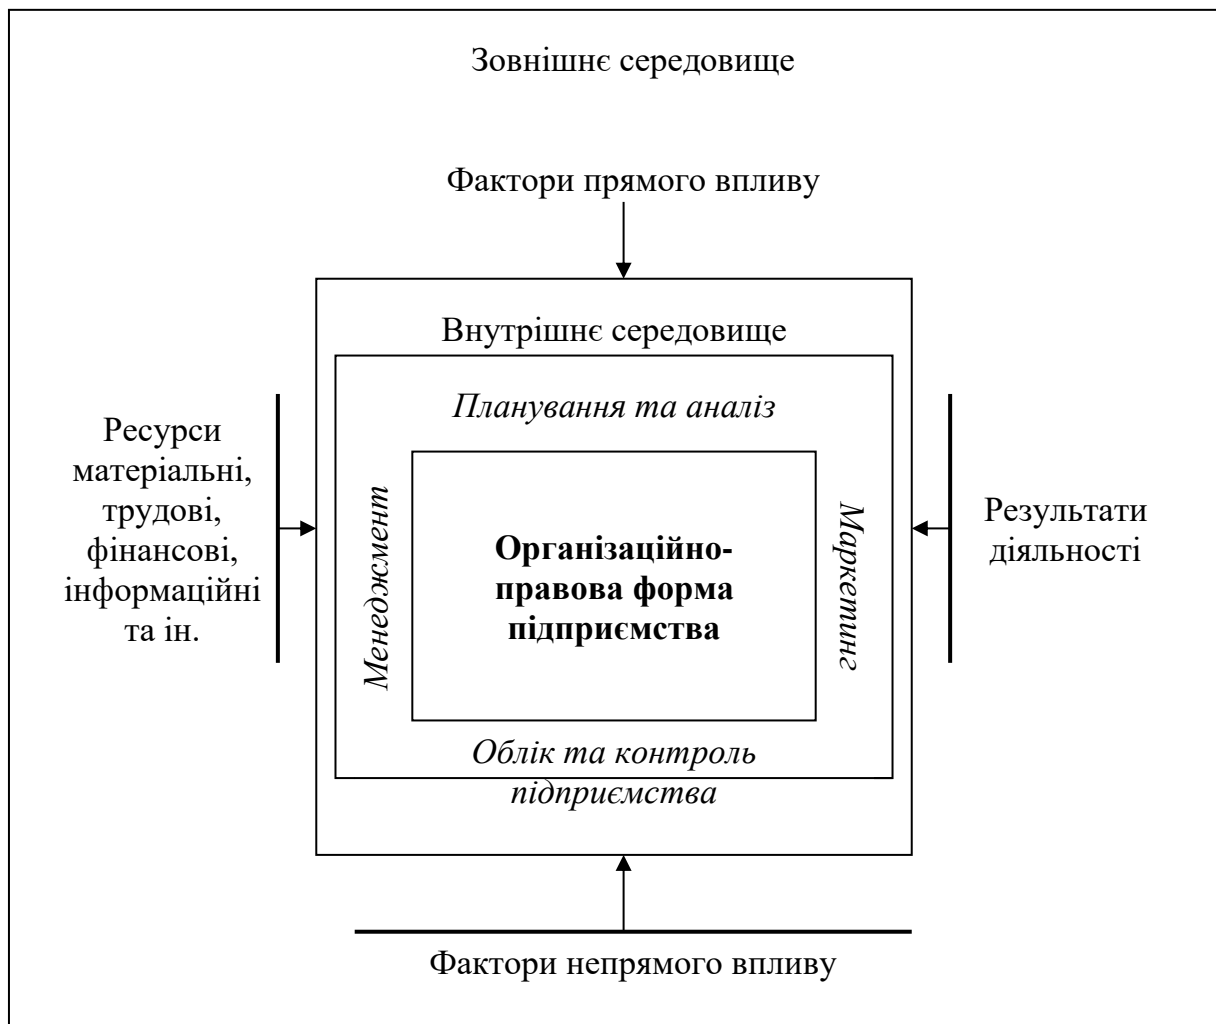 Зовнішнє середовище
Фактори прямого впливу
Внутрішнє середовище
Планування та аналіз
Ресурси
матеріальні,
трудові,
фінансові,
інформаційні
та ін.
Менеджмент
Організаційно-
правова форма
підприємства
Маркетинг
Результати
діяльності
Облік та контроль
підприємства
Фактори непрямого впливу